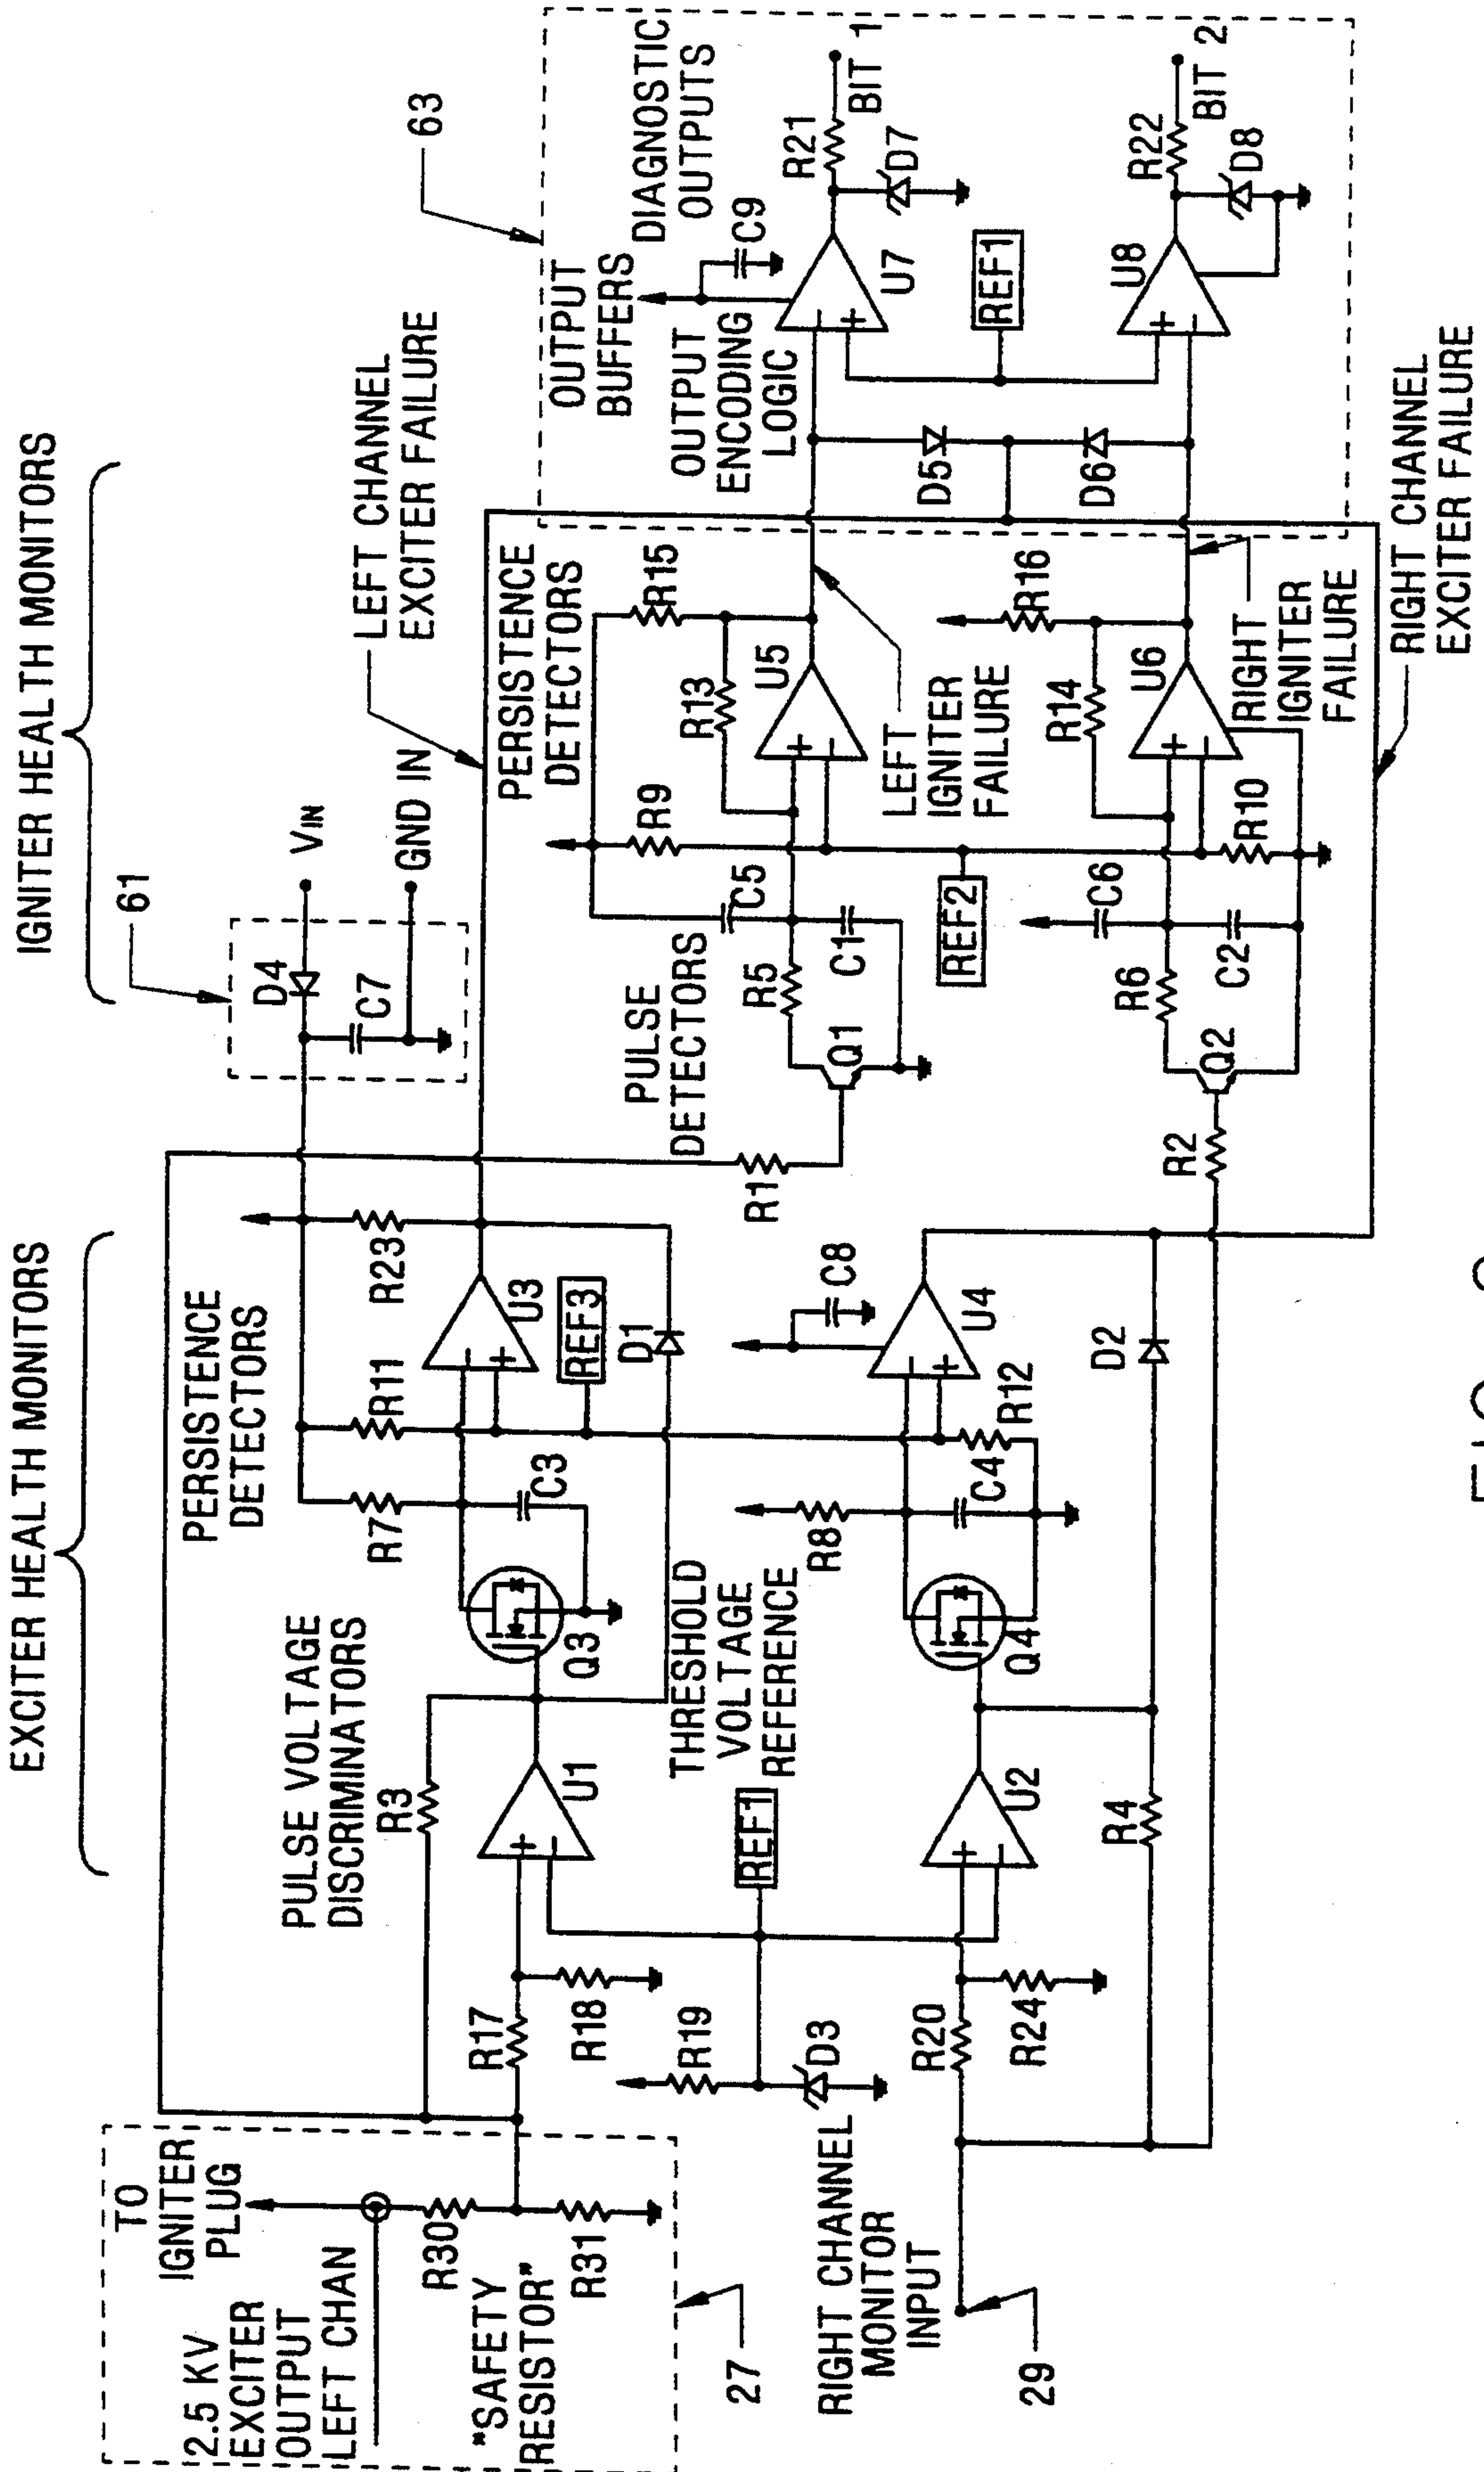 EXCITER HEALTH MONITORS
IGNITER HEALTH MONITORS
TO
IGNITER
PLUG
2.5 KV
EXCITER
OUTPUT
LEFT CHAN
R30
"SAFETY
RESISTOR"
R31
27
PULSE VOLTAGE
DISCRIMINATORS
R3
R17
R18
U1
+
−
Q3
PERSISTENCE
DETECTORS
R7
C3
R11
R23
−
+
U3
REF3
D1
61
D4
C7
VIN
GND IN
LEFT CHANNEL
EXCITER FAILURE
63
R19
D3
REF1
THRESHOLD
VOLTAGE
REFERENCE
RIGHT CHANNEL
MONITOR
INPUT
29
R20
R24
+
−
U2
R4
Q4
R8
C4
R12
−
+
U4
C8
D2
R1
R2
PULSE
DETECTORS
Q1
R5
C5
C1
REF2
Q2
R6
C6
C2
PERSISTENCE
DETECTORS
R9
R13
R15
+
−
U5
LEFT
IGNITER
FAILURE
R10
R14
R16
+
−
U6
RIGHT
IGNITER
FAILURE
RIGHT CHANNEL
EXCITER FAILURE
OUTPUT
BUFFERS
DIAGNOSTIC
OUTPUTS
OUTPUT
ENCODING
LOGIC
C9
D5
D6
−
+
U7
R21
D7
BIT 1
REF1
+
−
U8
R22
D8
BIT 2